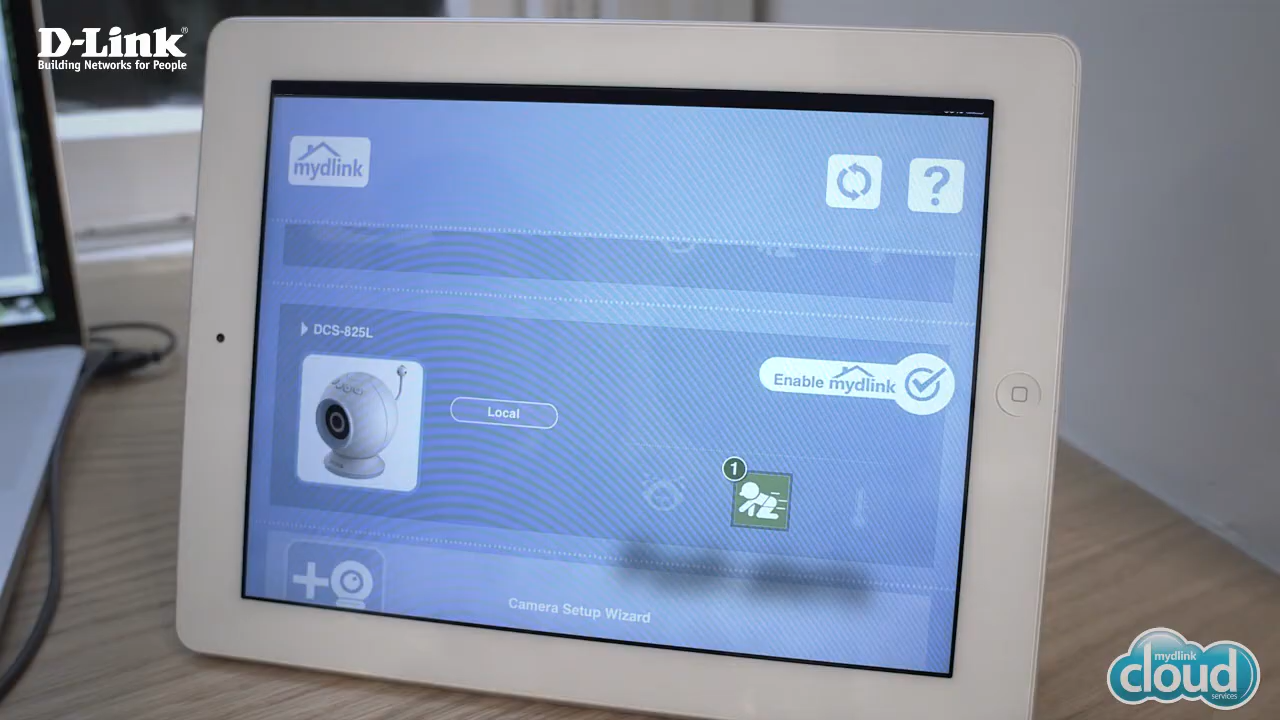 D-Link®
Building Networks for People
mydlink
?
DCS-825L
Enable mydlink
Local
1
Camera Setup Wizard
mydlink
cloud
services